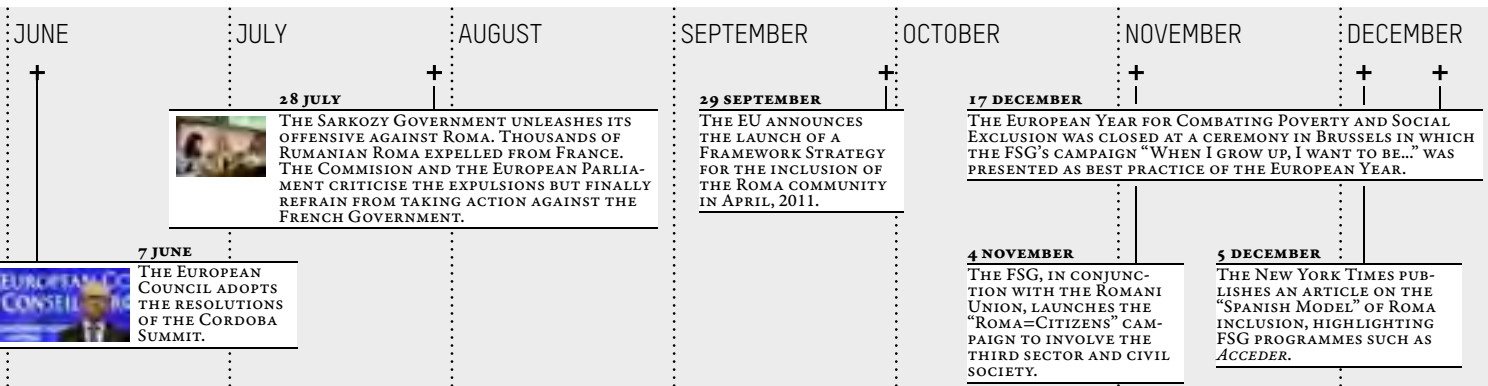 JUNE
JULY
AUGUST
SEPTEMBER
OCTOBER
NOVEMBER
DECEMBER
28 JULY
The Sarkozy Government unleashes its
offensive against Roma. Thousands of
Rumanian Roma expelled from France.
The Commision and the European Parlia-
ment criticise the expulsions but finally
refrain from taking action against the
French Government.
29 SEPTEMBER
The EU announces
the launch of a
Framework Strategy
for the inclusion of
the Roma community
in April, 2011.
17 DECEMBER
The European Year for Combating Poverty and Social
Exclusion was closed at a ceremony in Brussels in which
the FSG's campaign “When I grow up, I want to be...” was
presented as best practice of the European Year.
7 JUNE
The European
Council adopts
the resolutions
of the Cordoba
Summit.
EUROPEAN CO
CONSEIL
4 NOVEMBER
The FSG, in conjunc-
tion with the Romani
Union, launches the
“Roma=Citizens” cam-
paign to involve the
third sector and civil
society.
5 DECEMBER
The New York Times pub-
lishes an article on the
“Spanish Model” of Roma
inclusion, highlighting
FSG programmes such as
Acceder.